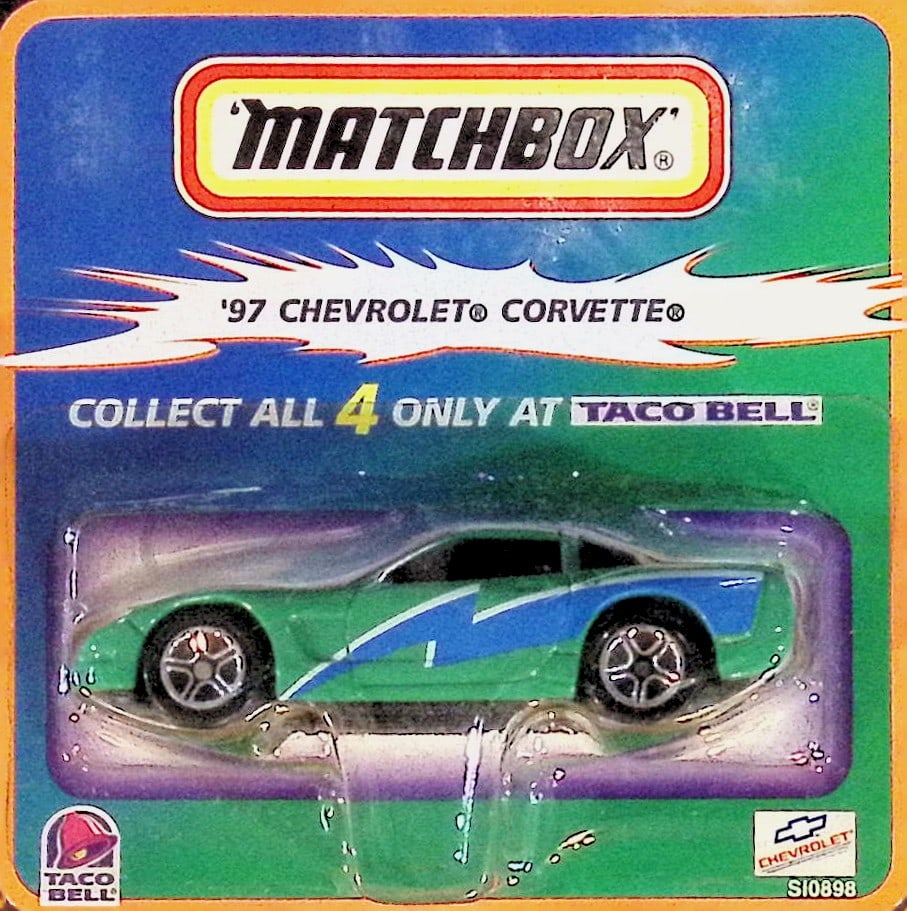 'MATCHBOX'®
'97 CHEVROLET® CORVETTE®
COLLECT ALL 4 ONLY AT TACO BELL®
TACO
BELL®
CHEVROLET®
SI0898